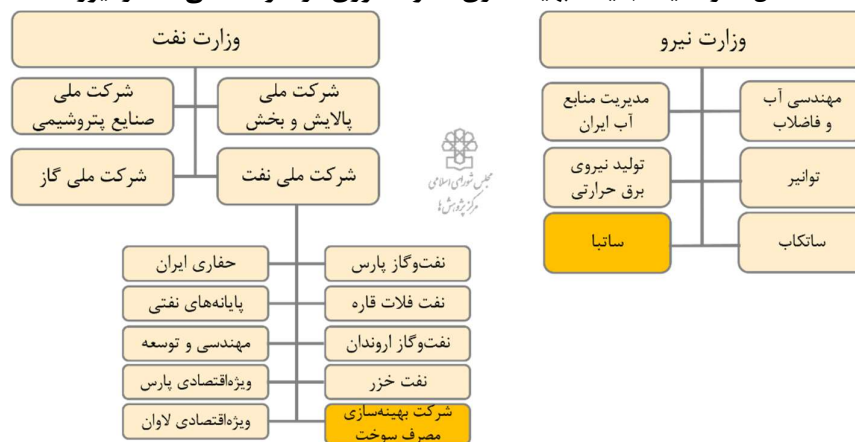 وزارت نفت
شرکت ملی
پالایش و بخش
شرکت ملی
صنایع پتروشیمی
شرکت ملی نفت
شرکت ملی گاز
نفت‌وگاز پارس
حفاری ایران
نفت فلات قاره
پایانه‌های نفتی
نفت‌وگاز اروندان
مهندسی و توسعه
نفت خزر
ویژه‌اقتصادی پارس
شرکت بهینه‌سازی
مصرف سوخت
ویژه‌اقتصادی لاوان
مجلس شورای اسلامی
مرکز پژوهش‌ها
وزارت نیرو
مهندسی آب
و فاضلاب
مدیریت منابع
آب ایران
توانیر
تولید نیروی
برق حرارتی
ساتکاب
ساتبا